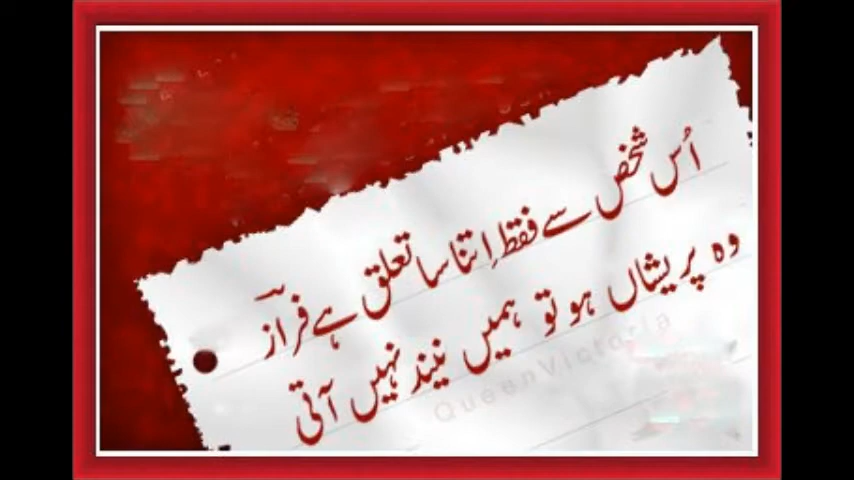 اُس شخص سے فقط اِتنا سا تعلق ہے فرازؔ
وہ پریشاں ہو تو ہمیں نیند نہیں آتی
QueenVictoria